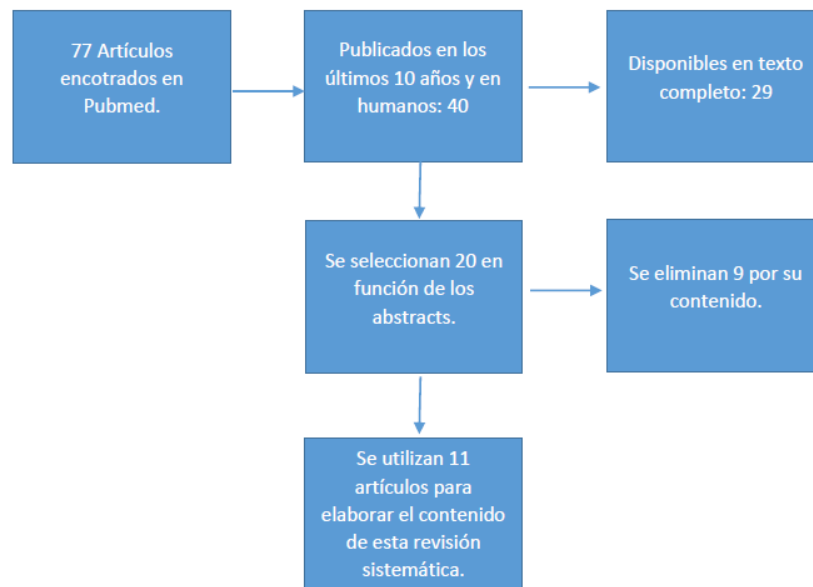 77 Artículos
encotrados en
Pubmed.
Publicados en los
últimos 10 años y en
humanos: 40
Disponibles en texto
completo: 29
Se seleccionan 20 en
función de los
abstracts.
Se eliminan 9 por su
contenido.
Se utilizan 11
artículos para
elaborar el contenido
de esta revisión
sistemática.